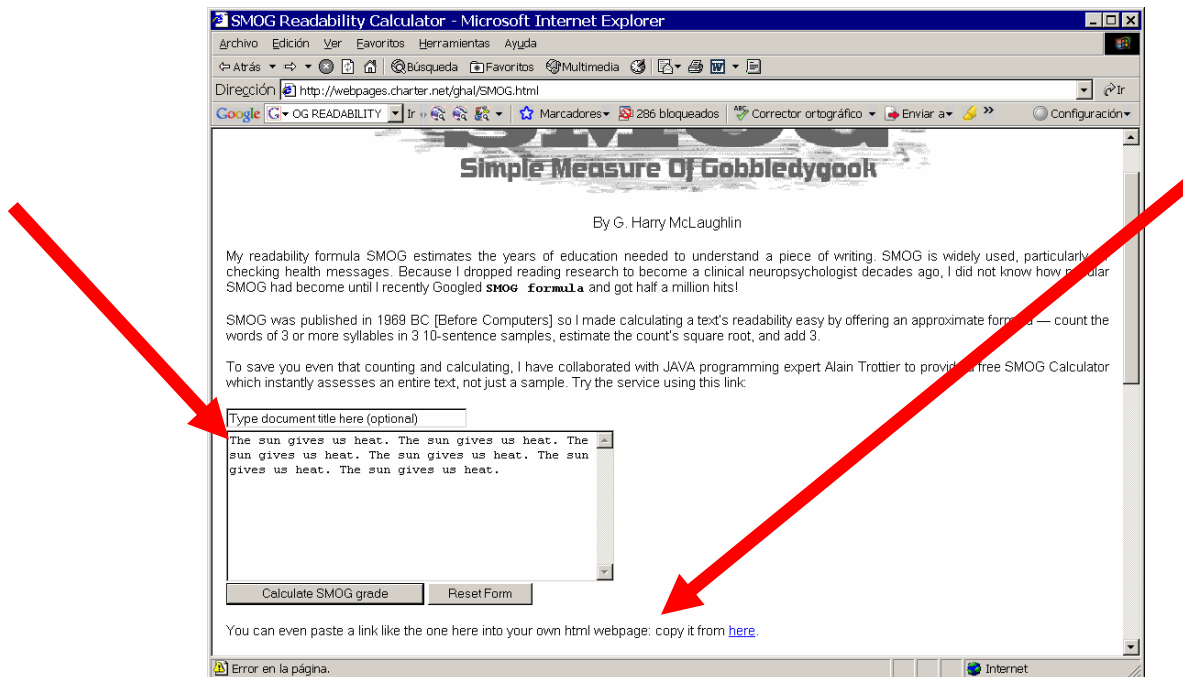 SMOG Readability Calculator - Microsoft Internet Explorer
Archivo Edición Ver Favoritos Herramientas Ayuda
Atrás Búsqueda Favoritos Multimedia
Dirección http://webpages.charter.net/ghal/SMOG.html Ir
Google G OG READABILITY Ir Marcadores 286 bloqueados Corrector ortográfico Enviar a » Configuración
SMOG
Simple Measure Of Gobbledygook
By G. Harry McLaughlin
My readability formula SMOG estimates the years of education needed to understand a piece of writing. SMOG is widely used, particularly
checking health messages. Because I dropped reading research to become a clinical neuropsychologist decades ago, I did not know how
SMOG had become until I recently Googled SMOG formula and got half a million hits!
SMOG was published in 1969 BC [Before Computers] so I made calculating a text's readability easy by offering an approximate — count the
words of 3 or more syllables in 3 10-sentence samples, estimate the count's square root, and add 3.
To save you even that counting and calculating, I have collaborated with JAVA programming expert Alain Trottier to free SMOG Calculator
which instantly assesses an entire text, not just a sample. Try the service using this link:
Type document title here (optional)
The sun gives us heat. The sun gives us heat. The
sun gives us heat. The sun gives us heat. The sun
gives us heat. The sun gives us heat.
Calculate SMOG grade Reset Form
You can even paste a link like the one here into your own html webpage: copy it from here.
Error en la página. Internet